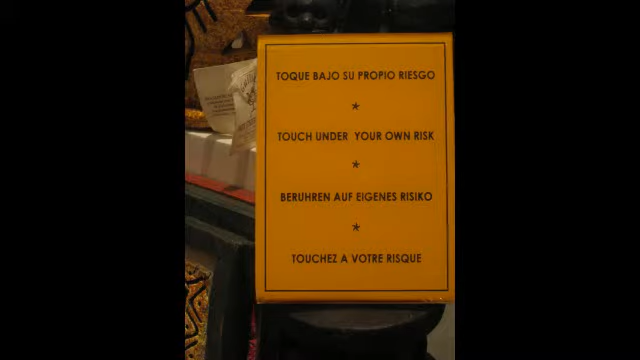 TOQUE BAJO SU PROPIO RIESGO
*
TOUCH UNDER YOUR OWN RISK
*
BERUHREN AUF EIGENES RISIKO
*
TOUCHEZ A VOTRE RISQUE